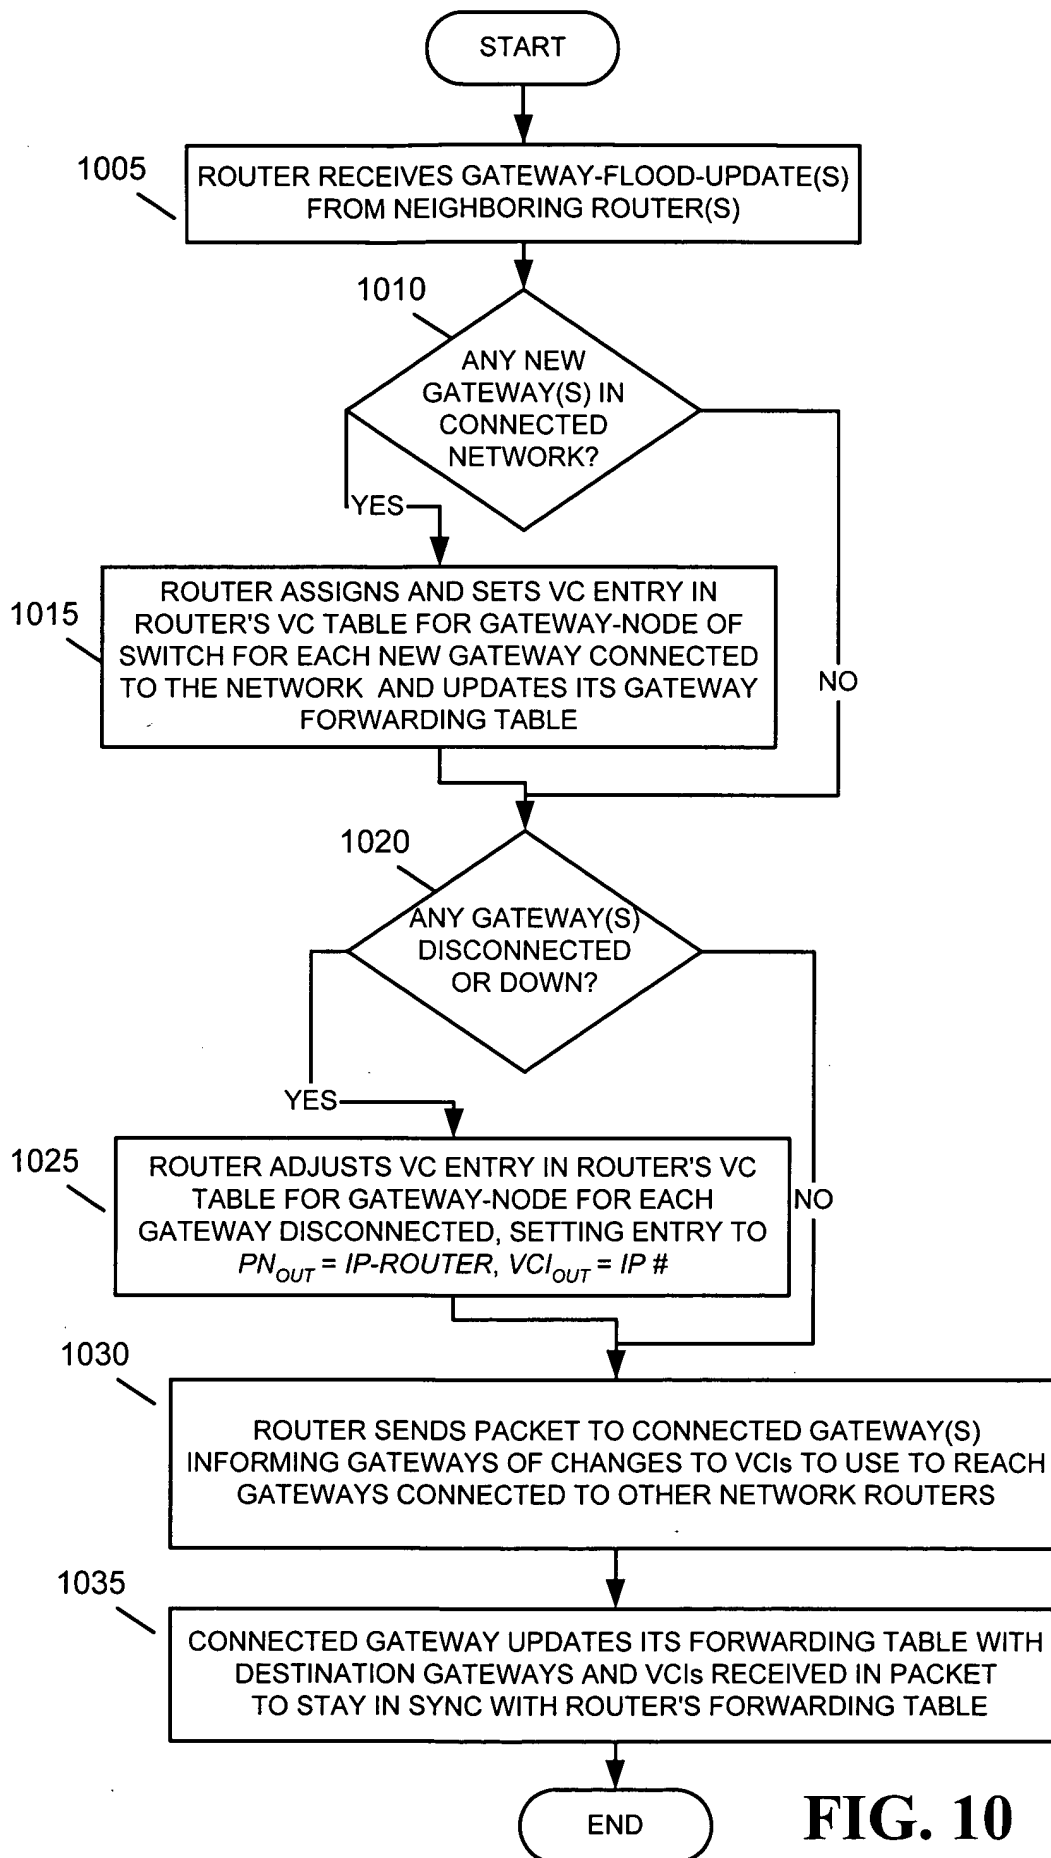 START
1005
ROUTER RECEIVES GATEWAY-FLOOD-UPDATE(S)
FROM NEIGHBORING ROUTER(S)
1010
ANY NEW
GATEWAY(S) IN
CONNECTED
NETWORK?
YES
1015
ROUTER ASSIGNS AND SETS VC ENTRY IN
ROUTER'S VC TABLE FOR GATEWAY-NODE OF
SWITCH FOR EACH NEW GATEWAY CONNECTED
TO THE NETWORK AND UPDATES ITS GATEWAY
FORWARDING TABLE
NO
1020
ANY GATEWAY(S)
DISCONNECTED
OR DOWN?
YES
1025
ROUTER ADJUSTS VC ENTRY IN ROUTER'S VC
TABLE FOR GATEWAY-NODE FOR EACH
GATEWAY DISCONNECTED, SETTING ENTRY TO
PN_OUT = IP-ROUTER, VCI_OUT = IP #
NO
1030
ROUTER SENDS PACKET TO CONNECTED GATEWAY(S)
INFORMING GATEWAYS OF CHANGES TO VCIs TO USE TO REACH
GATEWAYS CONNECTED TO OTHER NETWORK ROUTERS
1035
CONNECTED GATEWAY UPDATES ITS FORWARDING TABLE WITH
DESTINATION GATEWAYS AND VCIs RECEIVED IN PACKET
TO STAY IN SYNC WITH ROUTER'S FORWARDING TABLE
END
FIG. 10